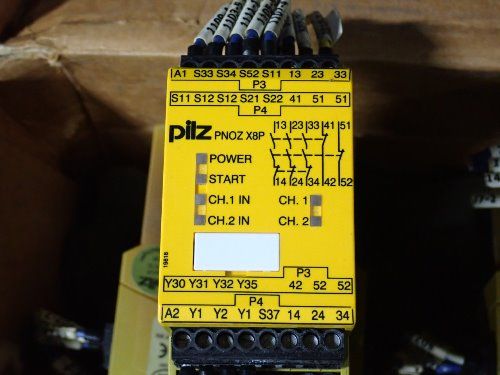 A1 S33 S34 S52 S11 13 23 33
P3
S11 S12 S12 S21 S22 41 51 51
P4
pilz PNOZ X8P
13 23 33 41 51
POWER
START
14 24 34 42 52
CH.1 IN CH. 1
CH.2 IN CH. 2
19818
P3
Y30 Y31 Y32 Y35 42 52 52
P4
A2 Y1 Y2 Y1 S37 14 24 34